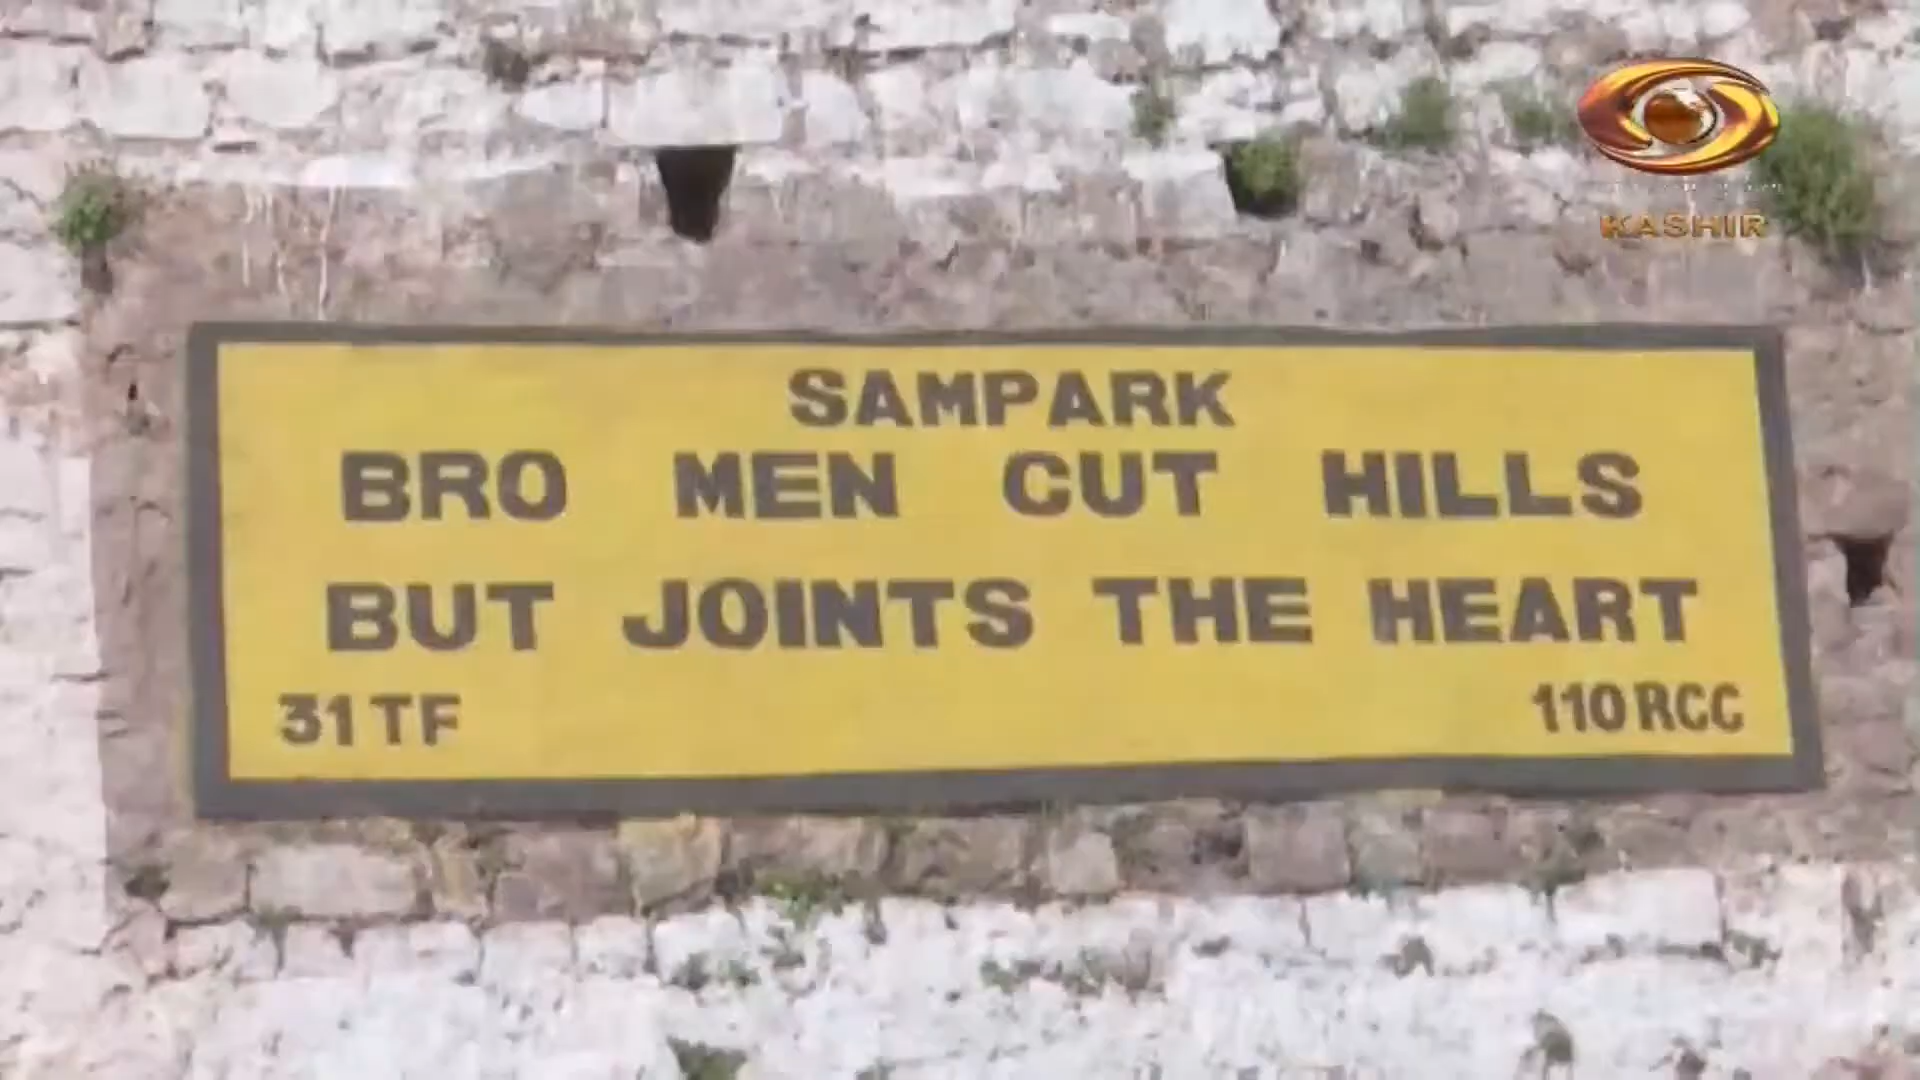 KASHIR
SAMPARK
BRO MEN CUT HILLS
BUT JOINTS THE HEART
31 TF
110 RCC